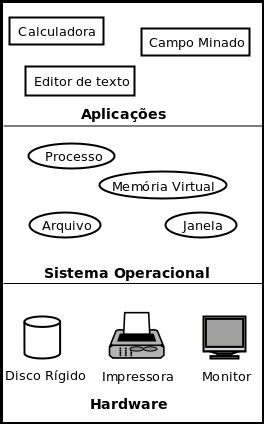 Calculadora
Campo Minado
Editor de texto
Aplicações
Processo
Memória Virtual
Arquivo
Janela
Sistema Operacional
Disco Rígido
Impressora
Monitor
Hardware